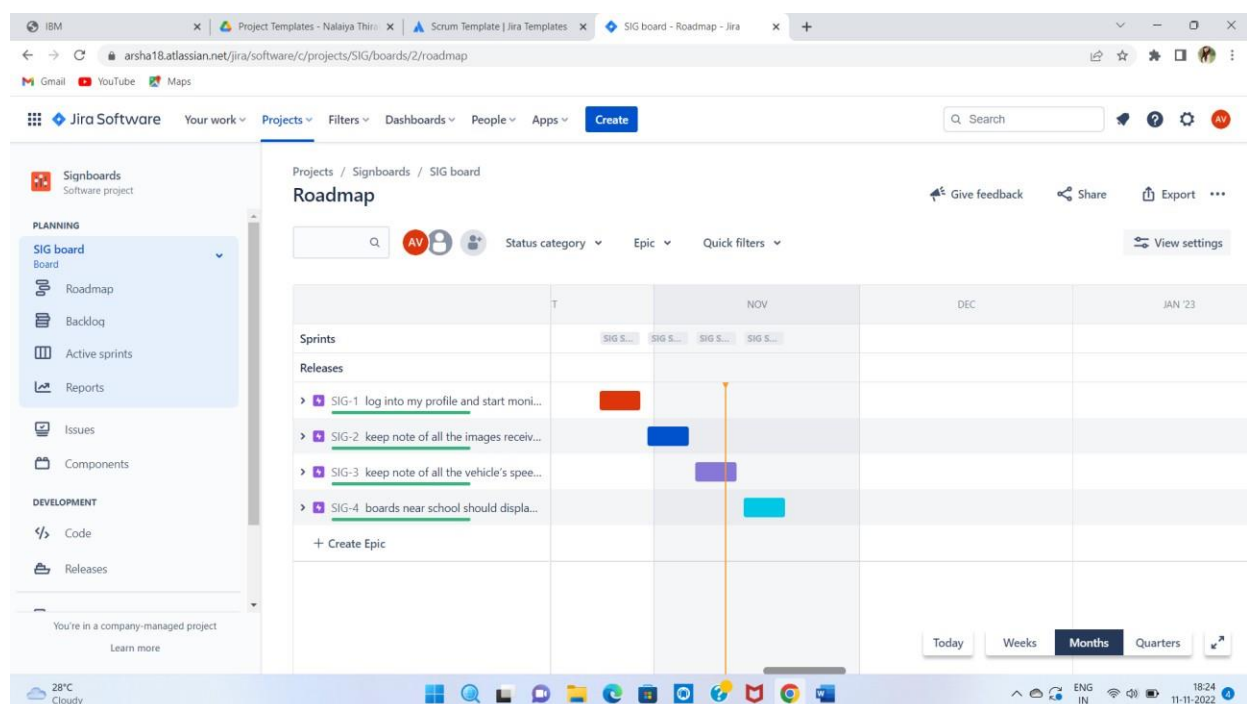 IBM
Project Templates - Nalaiya Thira
Scrum Template | Jira Templates
SIG board - Roadmap - Jira
arsha18.atlassian.net/jira/software/c/projects/SIG/boards/2/roadmap
Gmail YouTube Maps
Jira Software Your work Projects Filters Dashboards People Apps Create Search AV
Signboards
Software project
Projects / Signboards / SIG board
Roadmap
Give feedback Share Export
PLANNING
SIG board
Board
AV Status category Epic Quick filters View settings
Roadmap
Backlog
Active sprints
Reports
Issues
Components
DEVELOPMENT
Code
Releases
You're in a company-managed project
Learn more
T NOV DEC JAN '23
Sprints SIG S... SIG S... SIG S... SIG S...
Releases
SIG-1 log into my profile and start moni...
SIG-2 keep note of all the images receiv...
SIG-3 keep note of all the vehicle's spee...
SIG-4 boards near school should displa...
+ Create Epic
Today Weeks Months Quarters
28°C
Cloudy
ENG
IN
18:24
11-11-2022
4